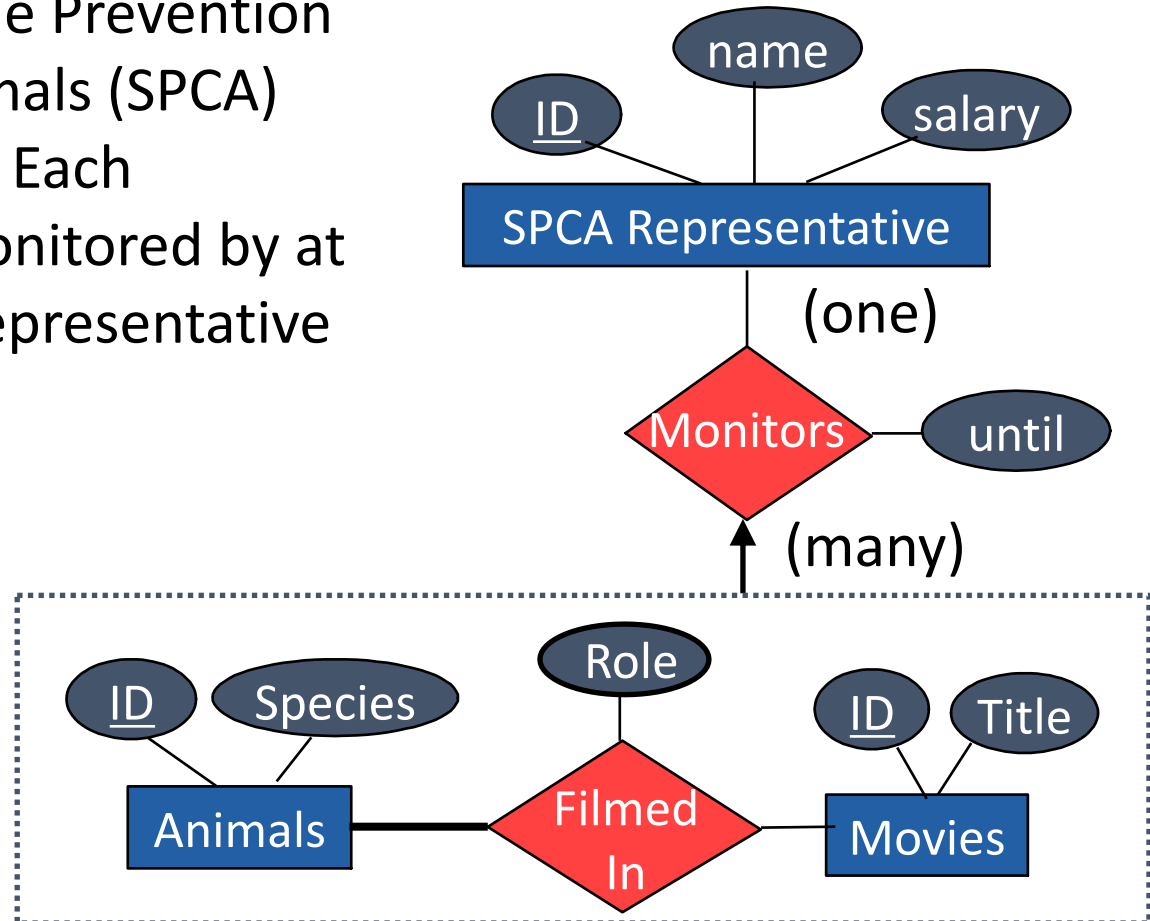 e Prevention
nals (SPCA)
Each
onitored by at
epresentative
name
ID
salary
SPCA Representative
(one)
Monitors
until
(many)
Role
ID
Species
ID
Title
Animals
Filmed
In
Movies